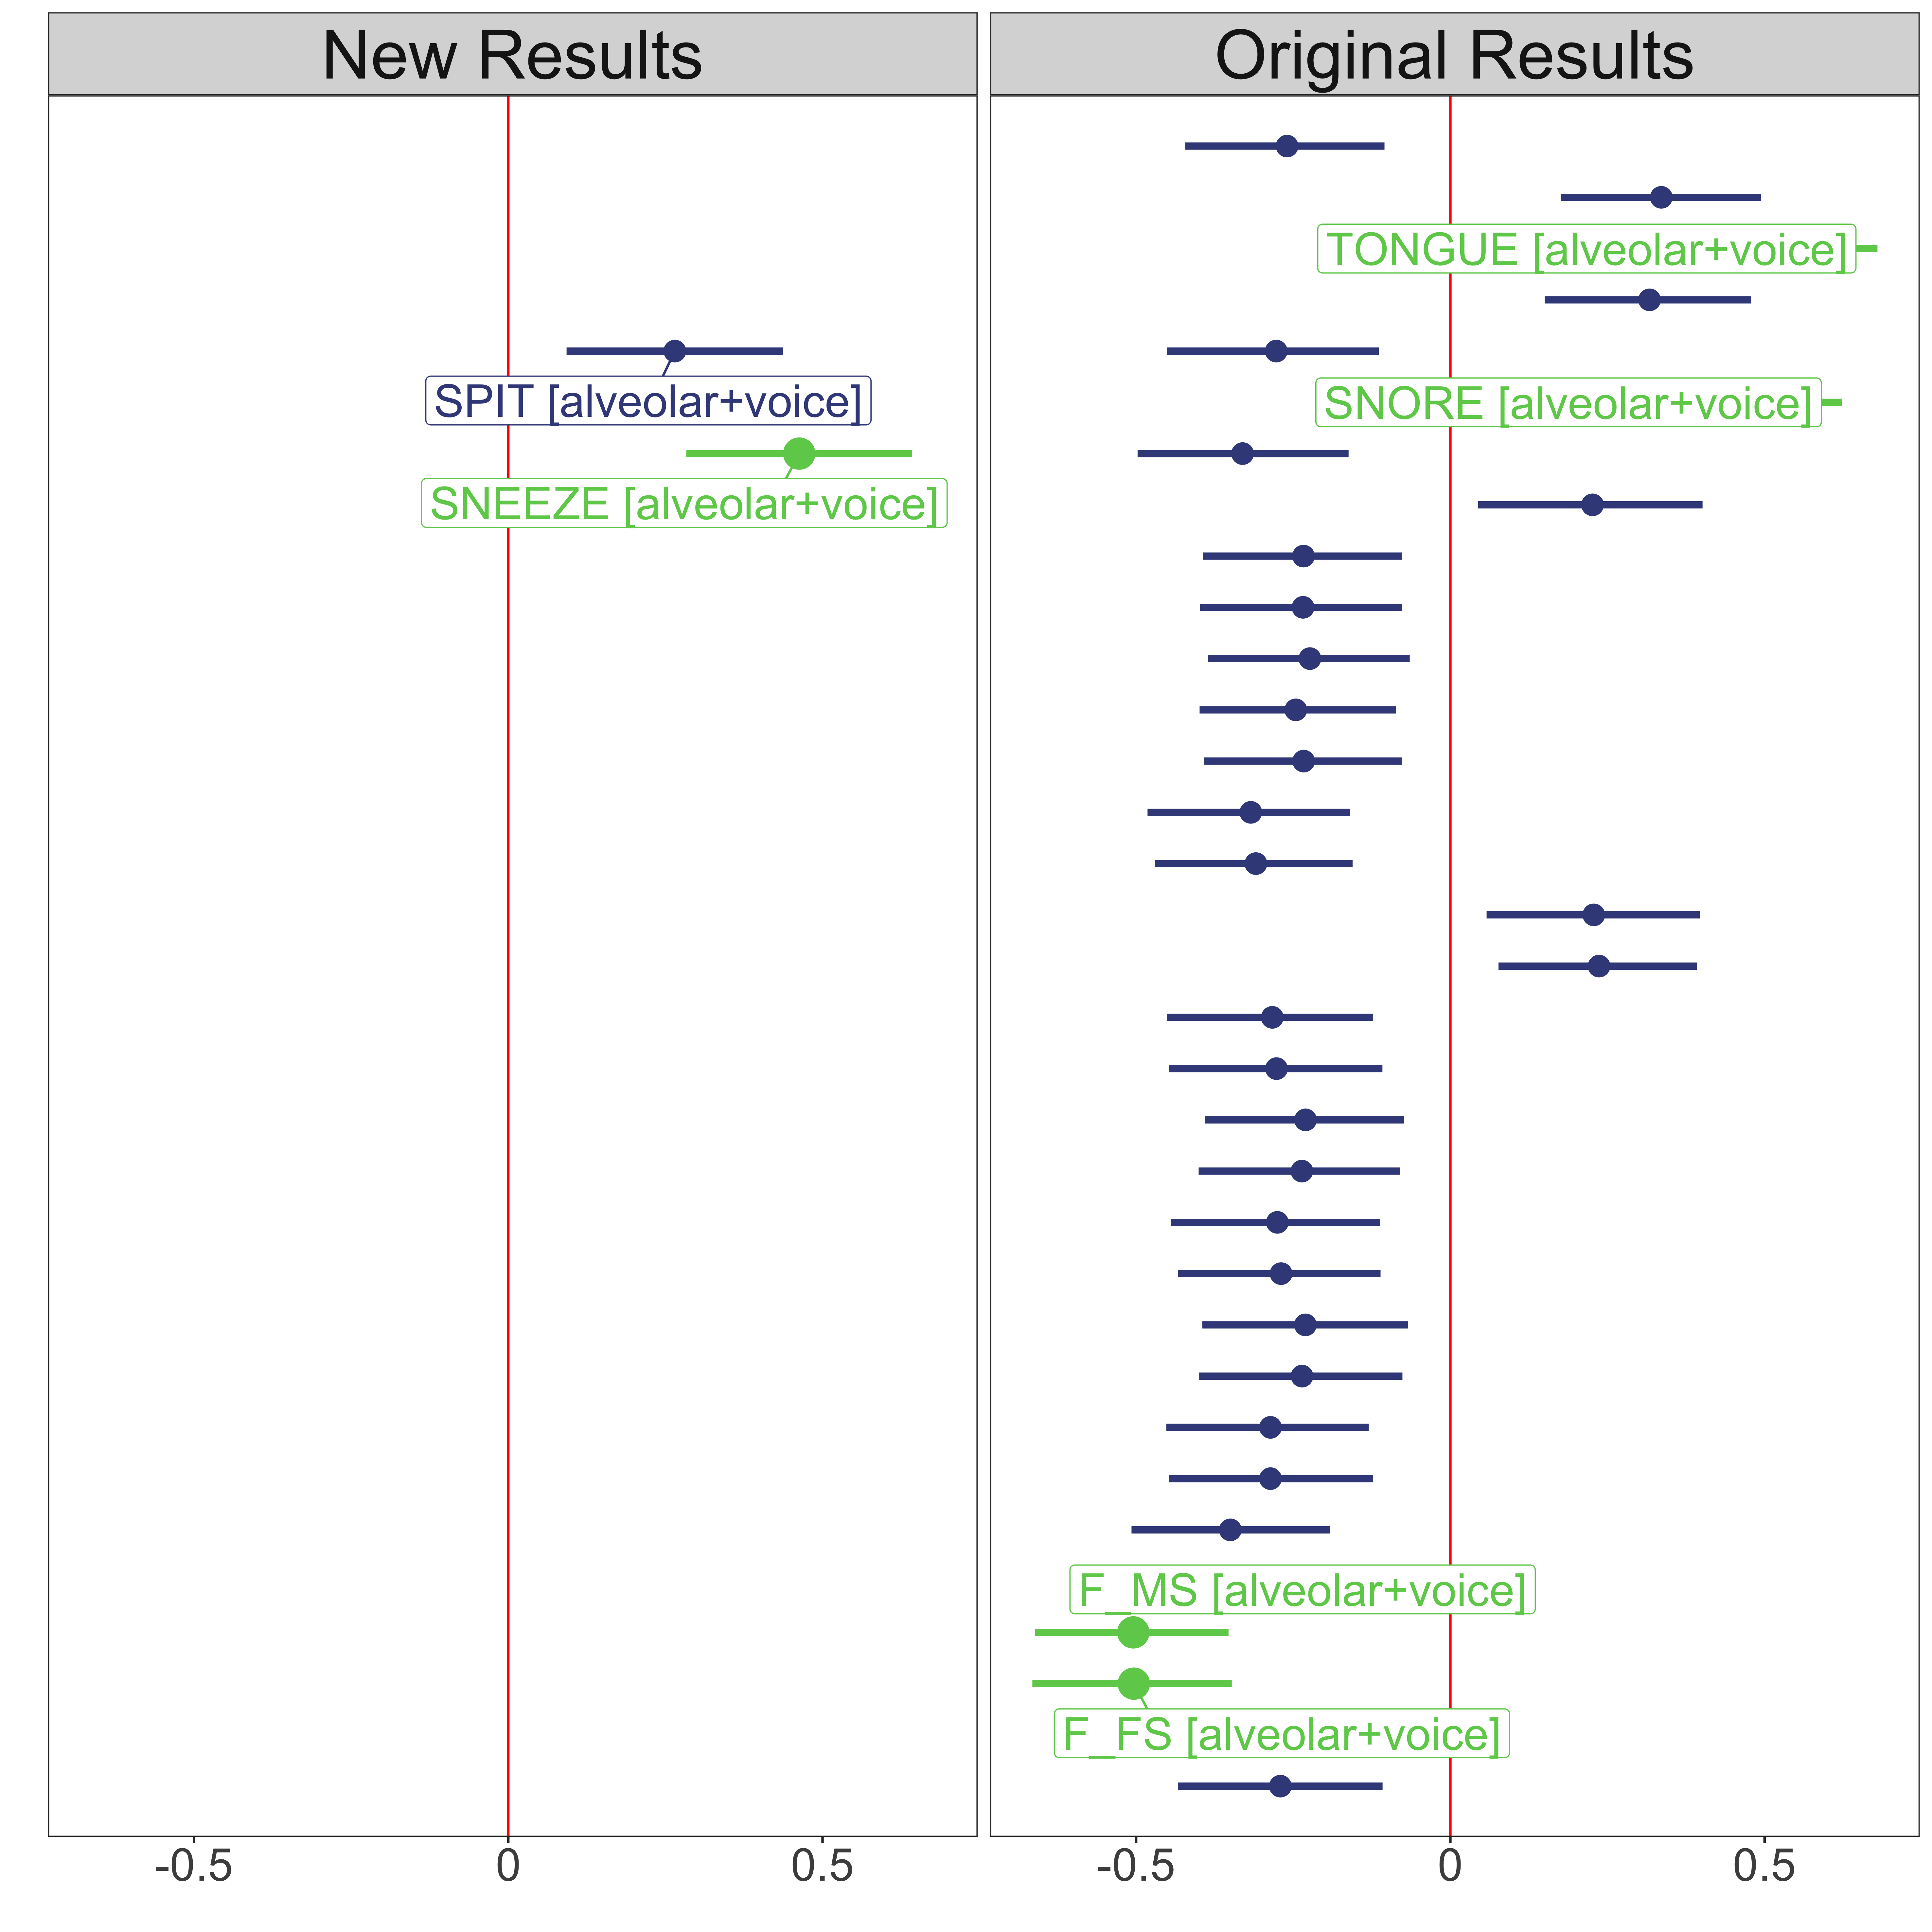 New Results
Original Results
TONGUE [alveolar+voice]
SPIT [alveolar+voice]
SNORE [alveolar+voice]
SNEEZE [alveolar+voice]
F_MS [alveolar+voice]
F_FS [alveolar+voice]
-0.5 0 0.5
-0.5 0 0.5